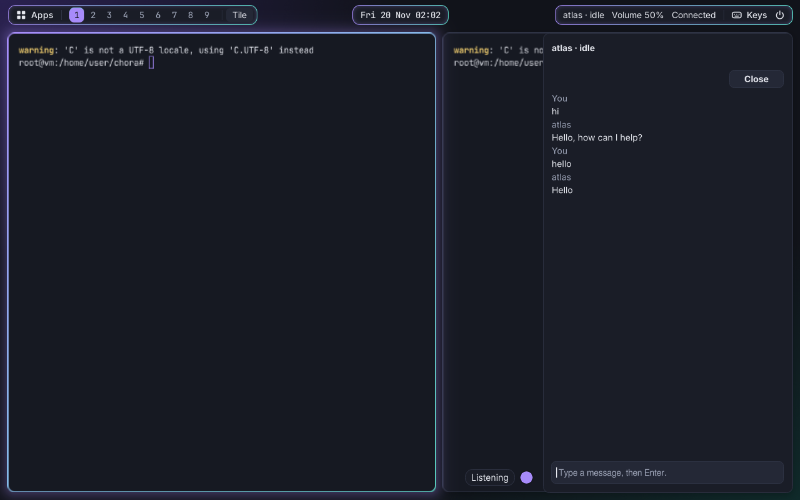 Apps 1 2 3 4 5 6 7 8 9 Tile
Fri 20 Nov 02:02
atlas · idle Volume 50% Connected Keys
warning: 'C' is not a UTF-8 locale, using 'C.UTF-8' instead
root@vm:/home/user/chora#
warning: 'C' is no
root@vm:/home/user
atlas · idle
Close
You
hi
atlas
Hello, how can I help?
You
hello
atlas
Hello
Listening
Type a message, then Enter.